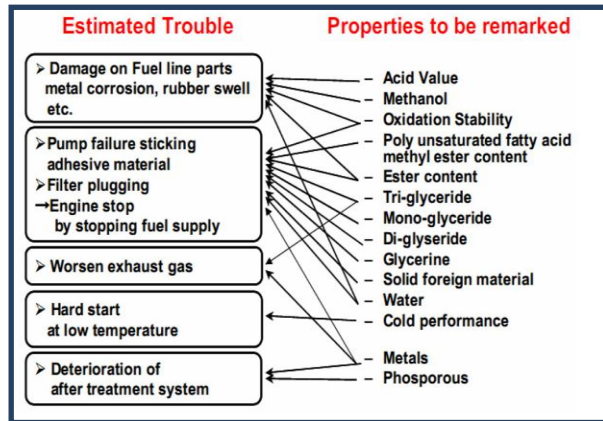 Estimated Trouble
➢ Damage on Fuel line parts
metal corrosion, rubber swell
etc.
➢Pump failure sticking
adhesive material
➢Filter plugging
→Engine stop
by stopping fuel supply
➢ Worsen exhaust gas
➢ Hard start
at low temperature
➢ Deterioration of
after treatment system
Properties to be remarked
– Acid Value
– Methanol
– Oxidation Stability
– Poly unsaturated fatty acid
methyl ester content
– Ester content
– Tri-glyceride
– Mono-glyceride
– Di-glyseride
– Glycerine
– Solid foreign material
– Water
– Cold performance
– Metals
– Phosporous